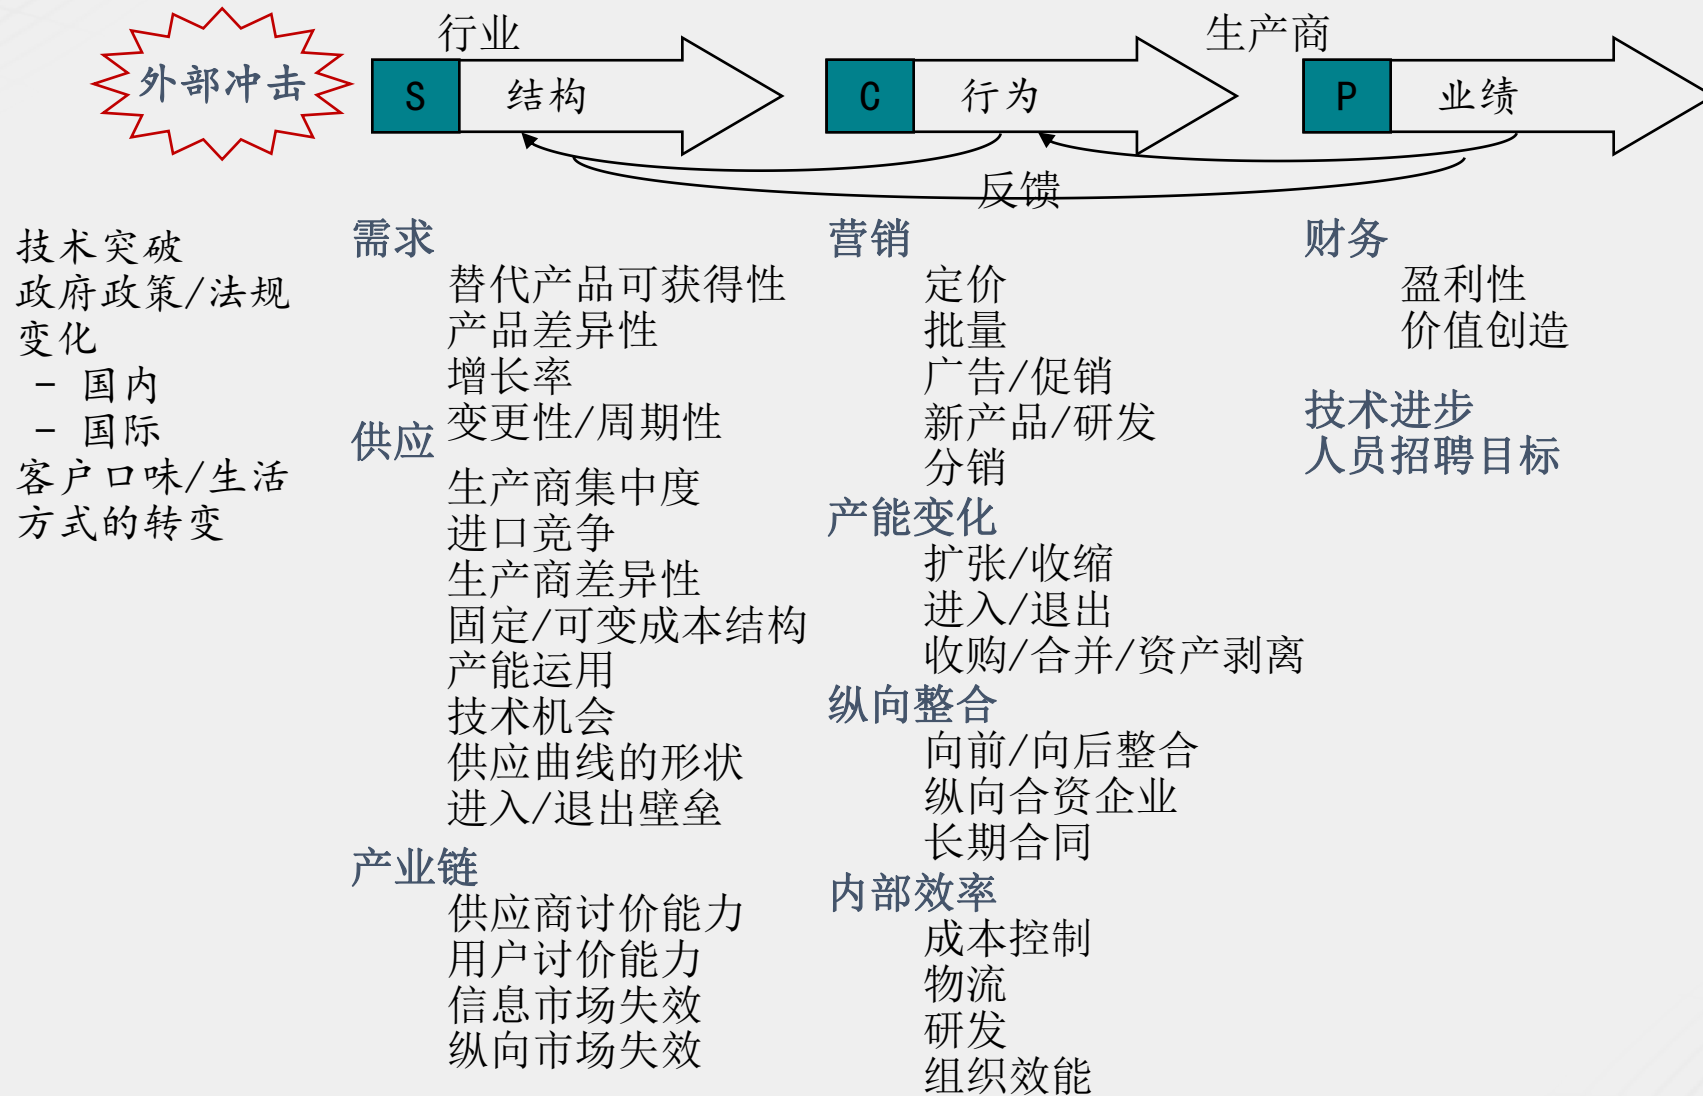 外部冲击
行业
S 结构
C 行为
生产商
P 业绩
反馈
技术突破
政府政策/法规
变化
- 国内
- 国际
客户口味/生活
方式的转变
需求
替代产品可获得性
产品差异性
增长率
变更性/周期性
供应
生产商集中度
进口竞争
生产商差异性
固定/可变成本结构
产能运用
技术机会
供应曲线的形状
进入/退出壁垒
产业链
供应商讨价能力
用户讨价能力
信息市场失效
纵向市场失效
营销
定价
批量
广告/促销
新产品/研发
分销
产能变化
扩张/收缩
进入/退出
收购/合并/资产剥离
纵向整合
向前/向后整合
纵向合资企业
长期合同
内部效率
成本控制
物流
研发
组织效能
财务
盈利性
价值创造
技术进步
人员招聘目标